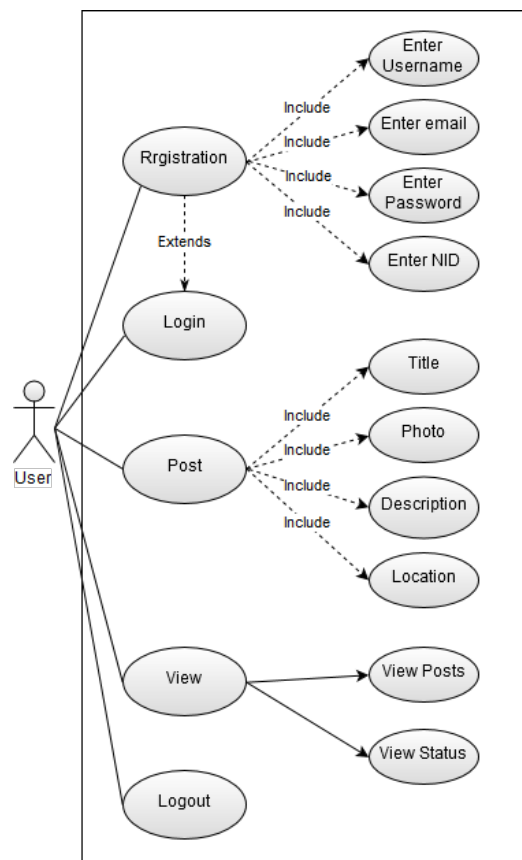 Enter
Username
Include
Enter email
Include
Rrgistration
Include
Enter
Password
Include
Extends
Enter NID
Login
Title
Include
Photo
Include
User
Post
Include
Description
Include
Location
View
View Posts
View Status
Logout